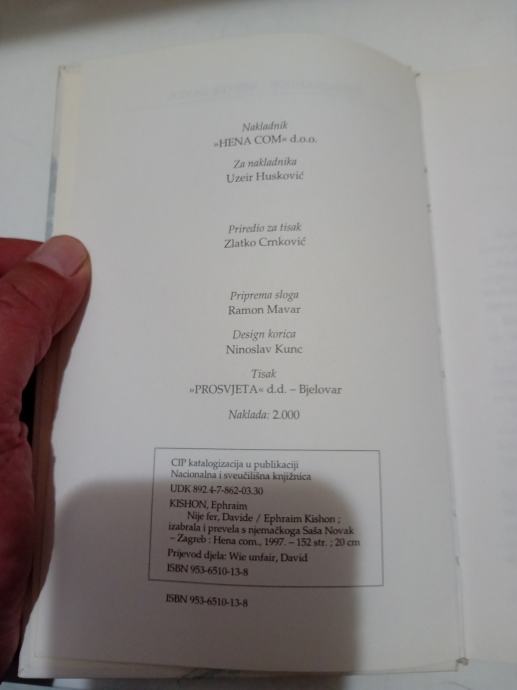 Nakladnik
»HENA COM« d.o.o.
Za nakladnika
Uzeir Husković
Priredio za tisak
Zlatko Crnković
Priprema sloga
Ramon Mavar
Design korica
Ninoslav Kunc
Tisak
»PROSVJETA« d.d. – Bjelovar
Naklada: 2.000
CIP katalogizacija u publikaciji
Nacionalna i sveučilišna knjižnica
UDK 892.4-7-862-03.30
KISHON, Ephraim
Nije fer, Davide / Ephraim Kishon ;
izabrala i prevela s njemačkoga Saša Novak
– Zagreb : Hena com., 1997. – 152 str. ; 20 cm
Prijevod djela: Wie unfair, David
ISBN 953-6510-13-8
ISBN 953-6510-13-8